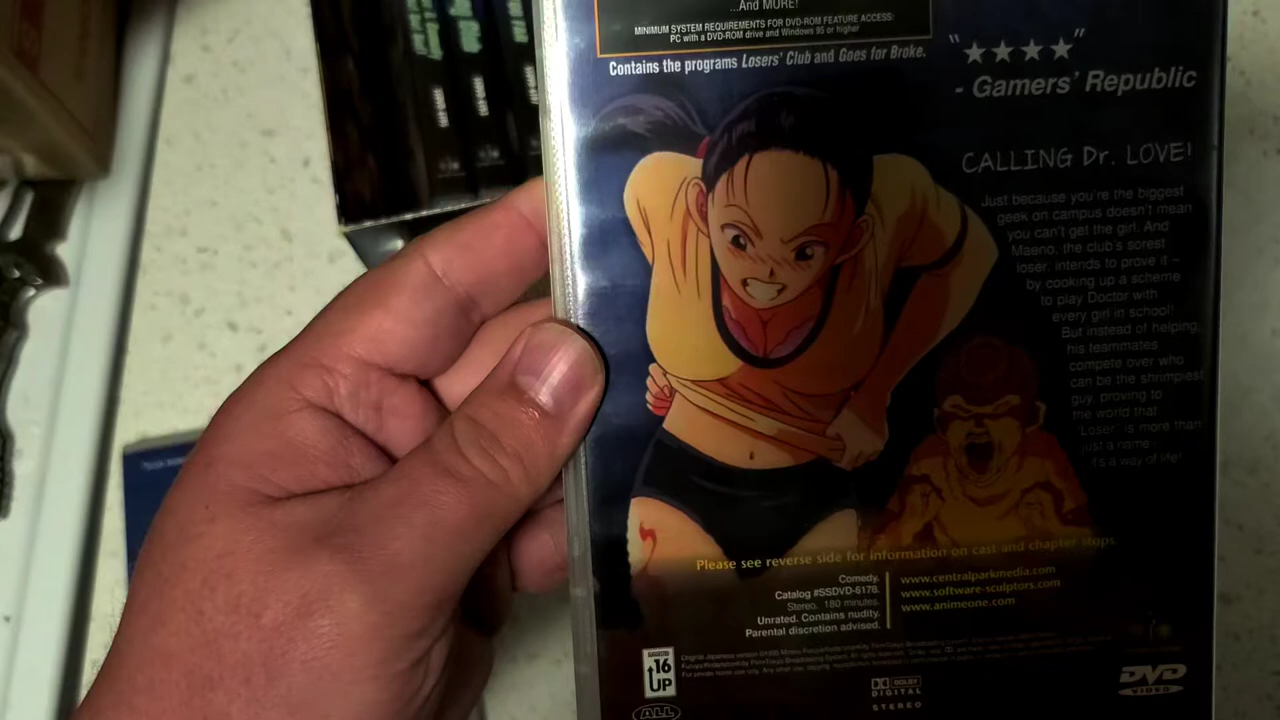 ...And MORE!
MINIMUM SYSTEM REQUIREMENTS FOR DVD-ROM FEATURE ACCESS:
PC with a DVD-ROM drive and Windows 95 or higher
Contains the programs Losers' Club and Goes for Broke.
"★★★★"
- Gamers' Republic
CALLING Dr. LOVE!
Just because you're the biggest
geek on campus doesn't mean
you can't get the girl. And
Maeno, the club's sorest
loser, intends to prove it –
by cooking up a scheme
to play Doctor with
every girl in school!
But instead of helping,
his teammates
compete over who
can be the shrimpiest
guy, proving to
the world that
'Loser' is more than
just a name -
it's a way of life!
Please see reverse side for information on cast and chapter stops.
Comedy.
Catalog #SSDVD-6178.
Stereo. 180 minutes.
Unrated. Contains nudity.
Parental discretion advised.
www.centralparkmedia.com
www.software-sculptors.com
www.animeone.com
SUGGESTED
16
UP
ALL
DOLBY
DIGITAL
STEREO
DVD
VIDEO